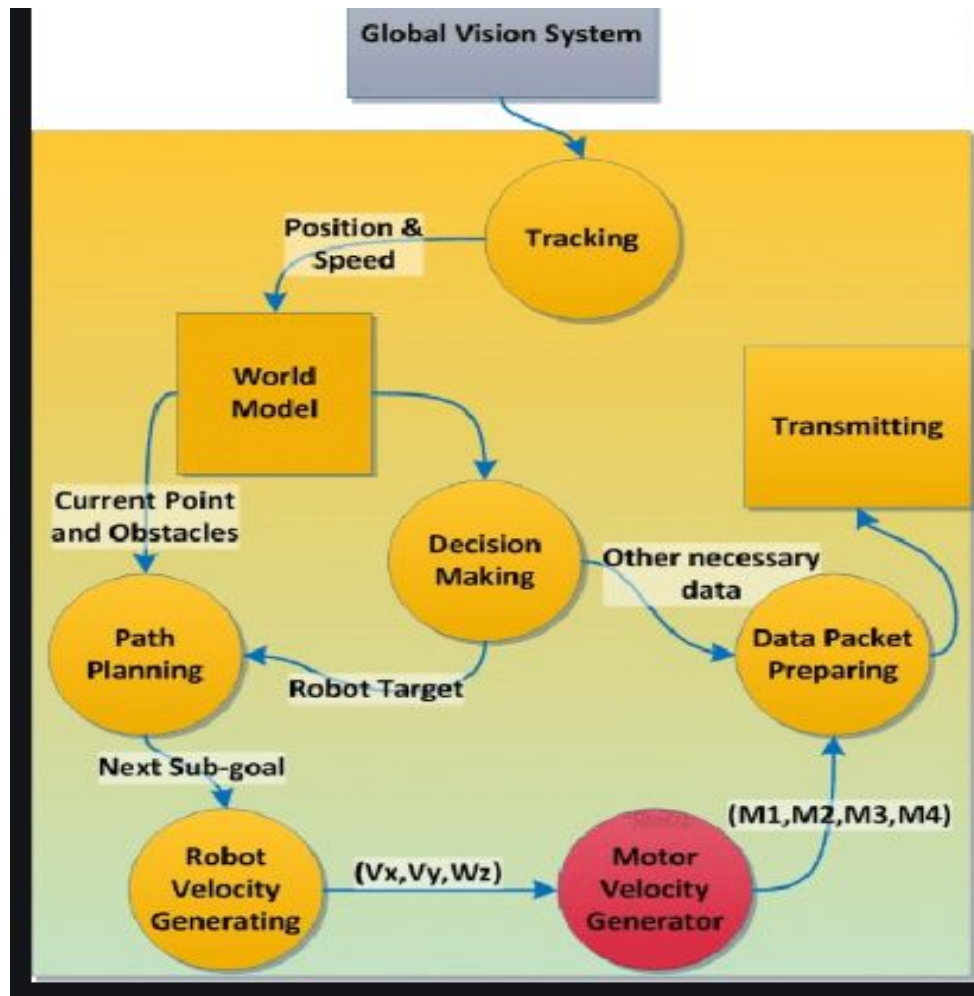 Global Vision System
Tracking
Position &
Speed
World
Model
Transmitting
Current Point
and Obstacles
Decision
Making
Other necessary
data
Path
Planning
Data Packet
Preparing
Robot Target
Next Sub-goal
(M1,M2,M3,M4)
Robot
Velocity
Generating
(Vx,Vy,Wz)
Motor
Velocity
Generator